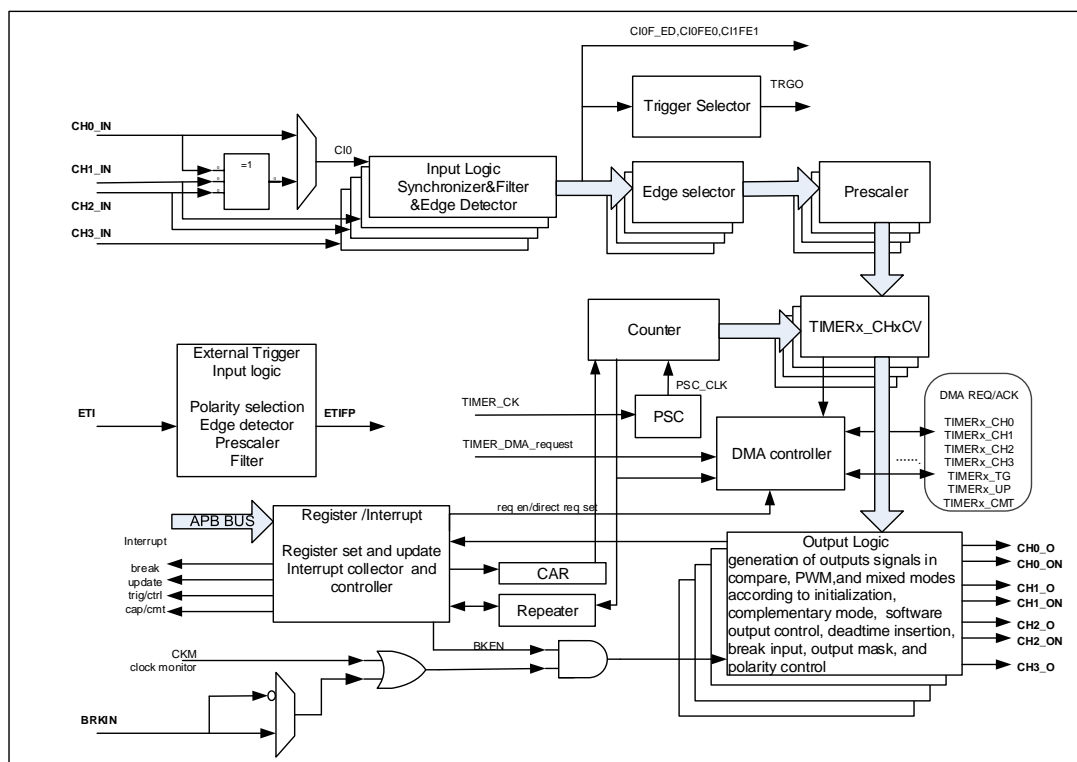 CI0F_ED,CI0FE0,CI1FE1
TRGO
Trigger Selector
CH0_IN
CH1_IN
CH2_IN
CH3_IN
=1
CI0
Input Logic
Synchronizer&Filter
&Edge Detector
Edge selector
Prescaler
Counter
TIMERx_CHxCV
External Trigger
Input logic
Polarity selection
Edge detector
Prescaler
Filter
ETI
ETIFP
PSC_CLK
TIMER_CK
PSC
TIMER_DMA_request
DMA controller
DMA REQ/ACK
TIMERx_CH0
TIMERx_CH1
TIMERx_CH2
TIMERx_CH3
TIMERx_TG
TIMERx_UP
TIMERx_CMT
…….
APB BUS
Register /Interrupt
Register set and update
Interrupt collector and
controller
req en/direct req set
Interrupt
break
update
trig/ctrl
cap/cmt
CAR
Repeater
Output Logic
generation of outputs signals in
compare, PWM,and mixed modes
according to initialization,
complementary mode, software
output control, deadtime insertion,
break input, output mask, and
polarity control
CH0_O
CH0_ON
CH1_O
CH1_ON
CH2_O
CH2_ON
CH3_O
BKEN
CKM
clock monitor
BRKIN